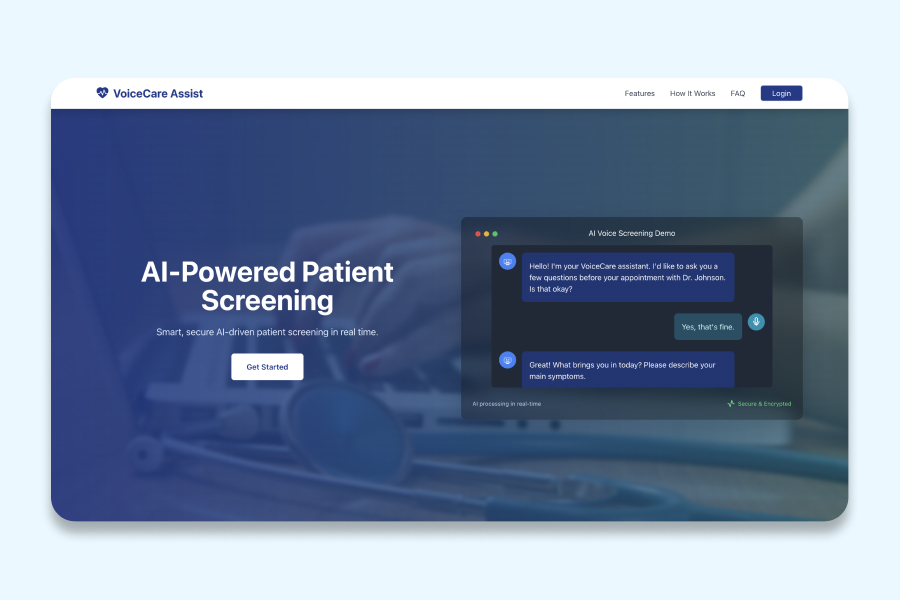 VoiceCare Assist
Features
How It Works
FAQ
Login
AI-Powered Patient
Screening
Smart, secure AI-driven patient screening in real time.
Get Started
AI Voice Screening Demo
Hello! I'm your VoiceCare assistant. I'd like to ask you a
few questions before your appointment with Dr. Johnson.
Is that okay?
Yes, that's fine.
Great! What brings you in today? Please describe your
main symptoms.
AI processing in real-time
Secure & Encrypted